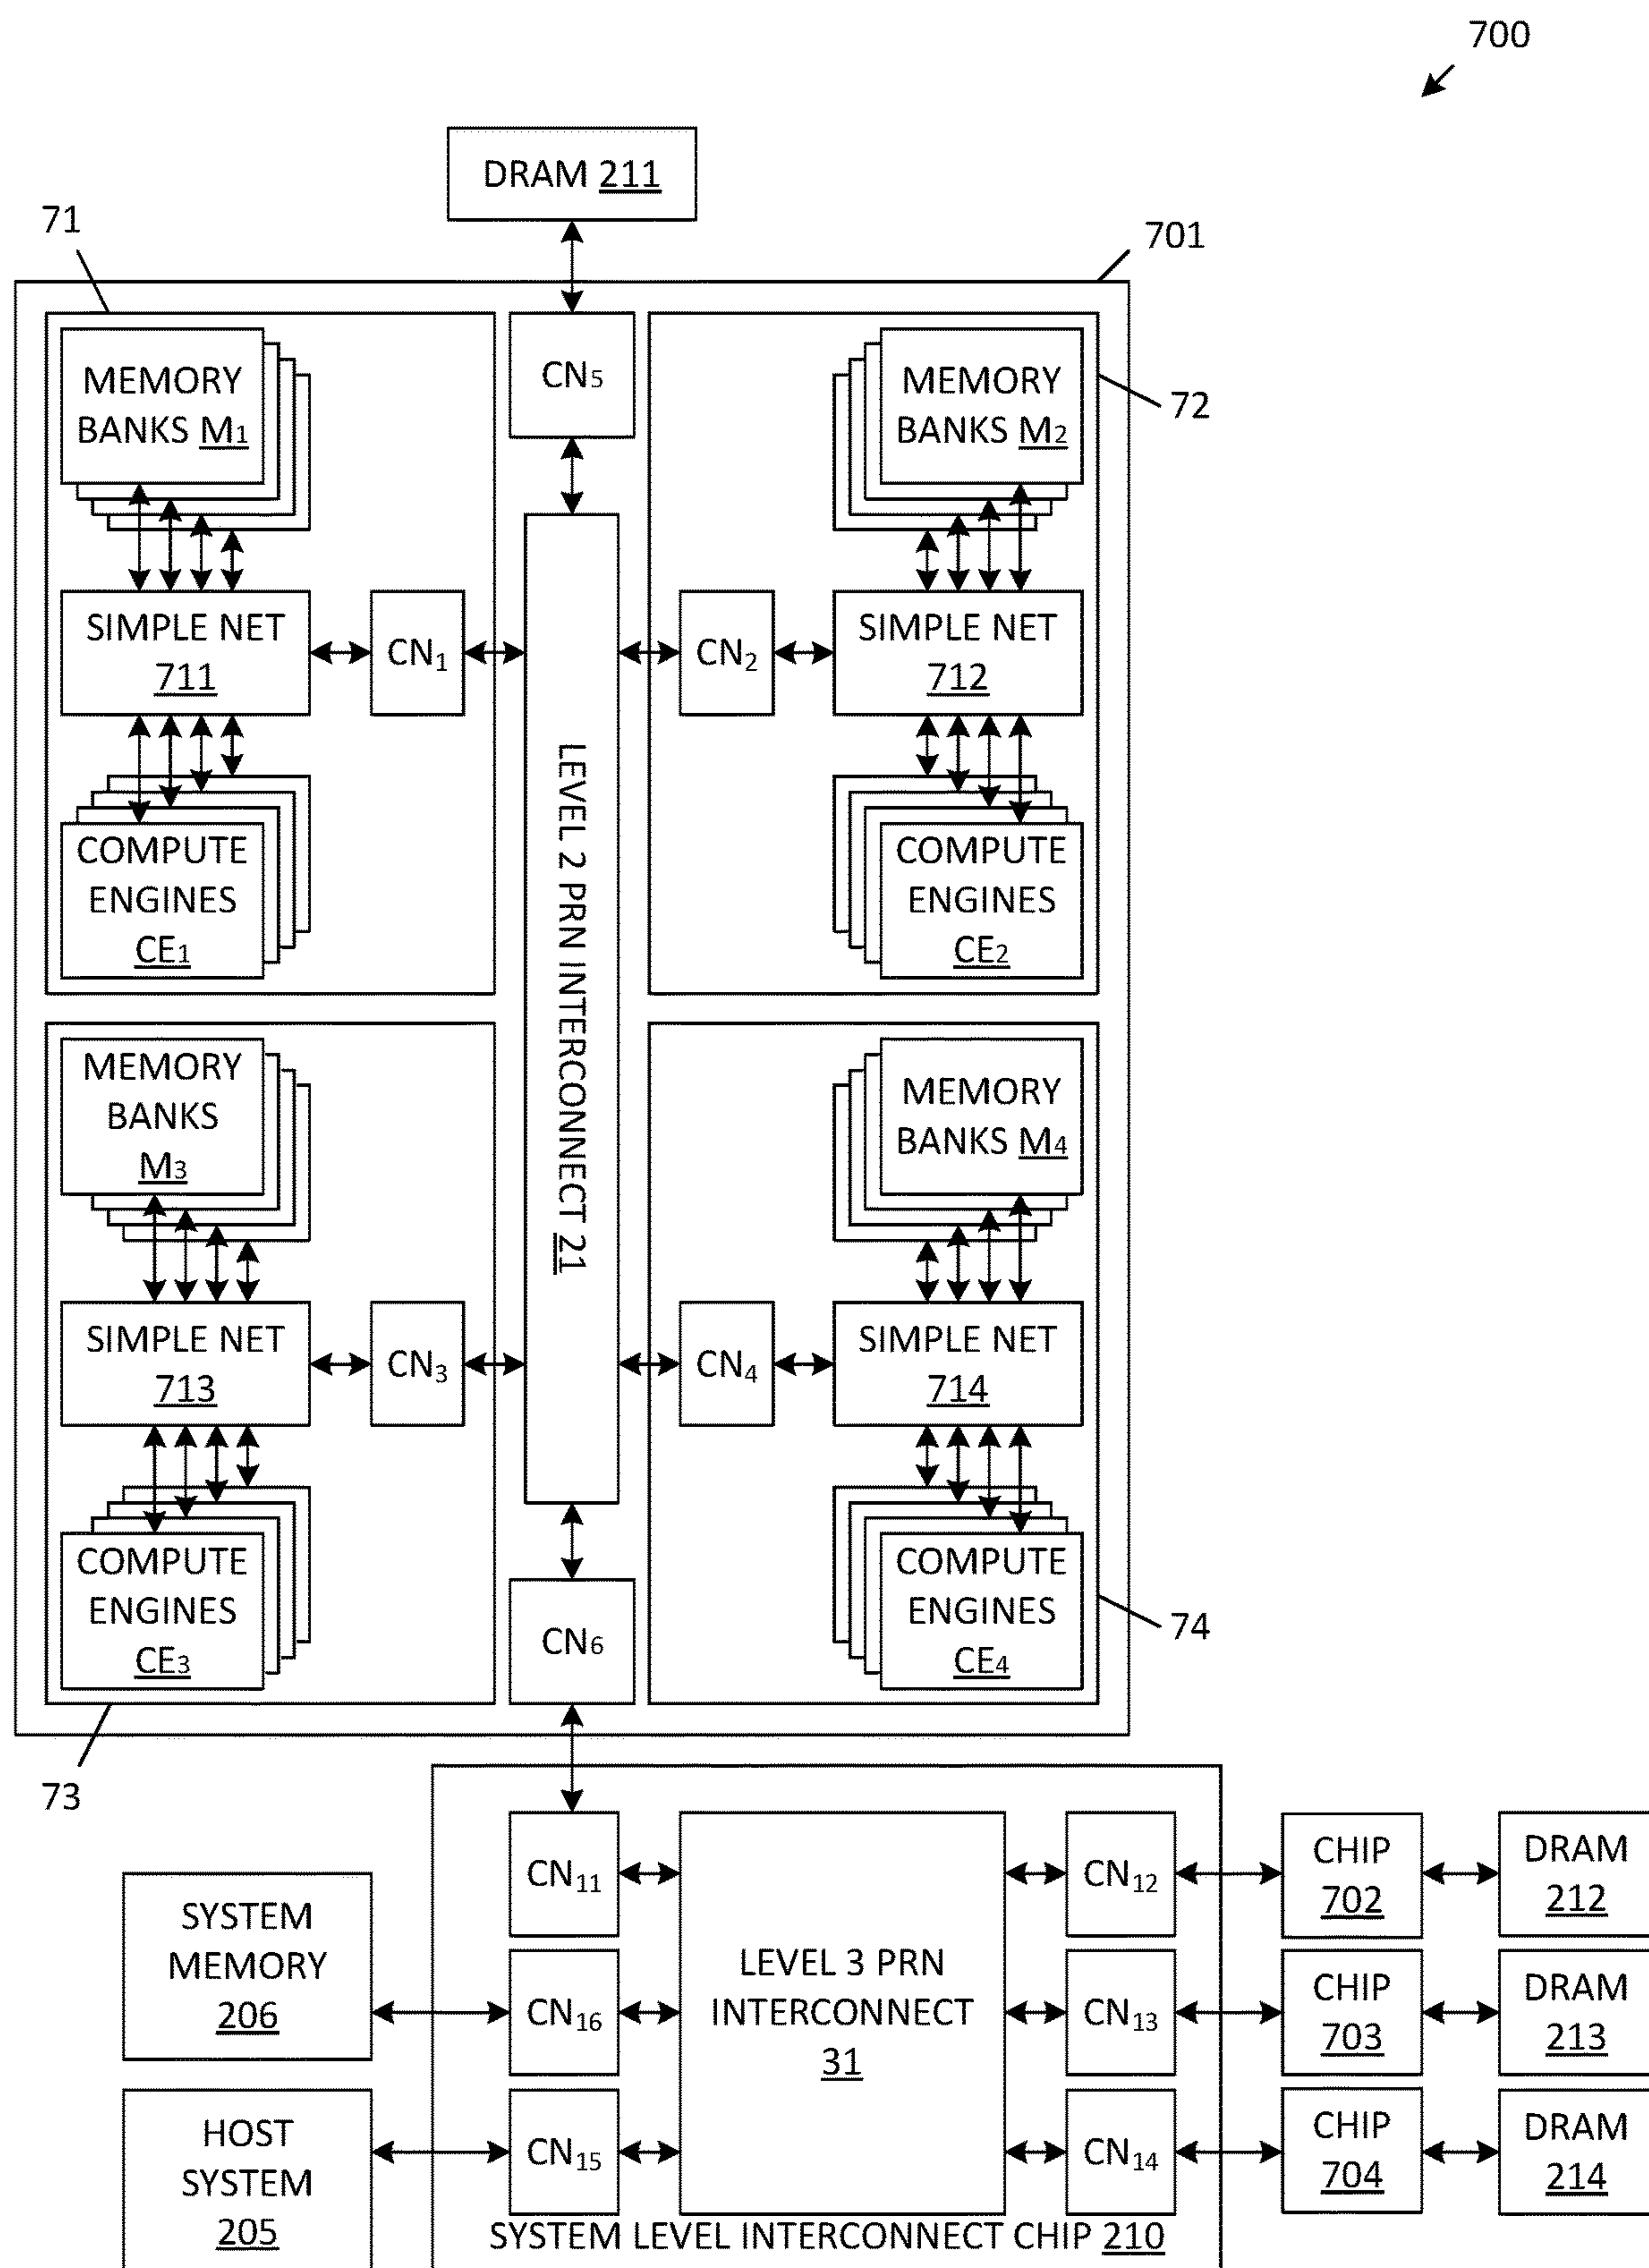 700
DRAM 211
71
701
MEMORY
BANKS M1
CN5
MEMORY
BANKS M2
72
SIMPLE NET
711
CN1
CN2
SIMPLE NET
712
LEVEL 2 PRN INTERCONNECT 21
COMPUTE
ENGINES
CE1
COMPUTE
ENGINES
CE2
MEMORY
BANKS
M3
MEMORY
BANKS M4
SIMPLE NET
713
CN3
CN4
SIMPLE NET
714
COMPUTE
ENGINES
CE3
CN6
COMPUTE
ENGINES
CE4
74
73
CN11
CN12
CHIP
702
DRAM
212
SYSTEM
MEMORY
206
CN16
LEVEL 3 PRN
INTERCONNECT
31
CN13
CHIP
703
DRAM
213
HOST
SYSTEM
205
CN15
CN14
CHIP
704
DRAM
214
SYSTEM LEVEL INTERCONNECT CHIP 210